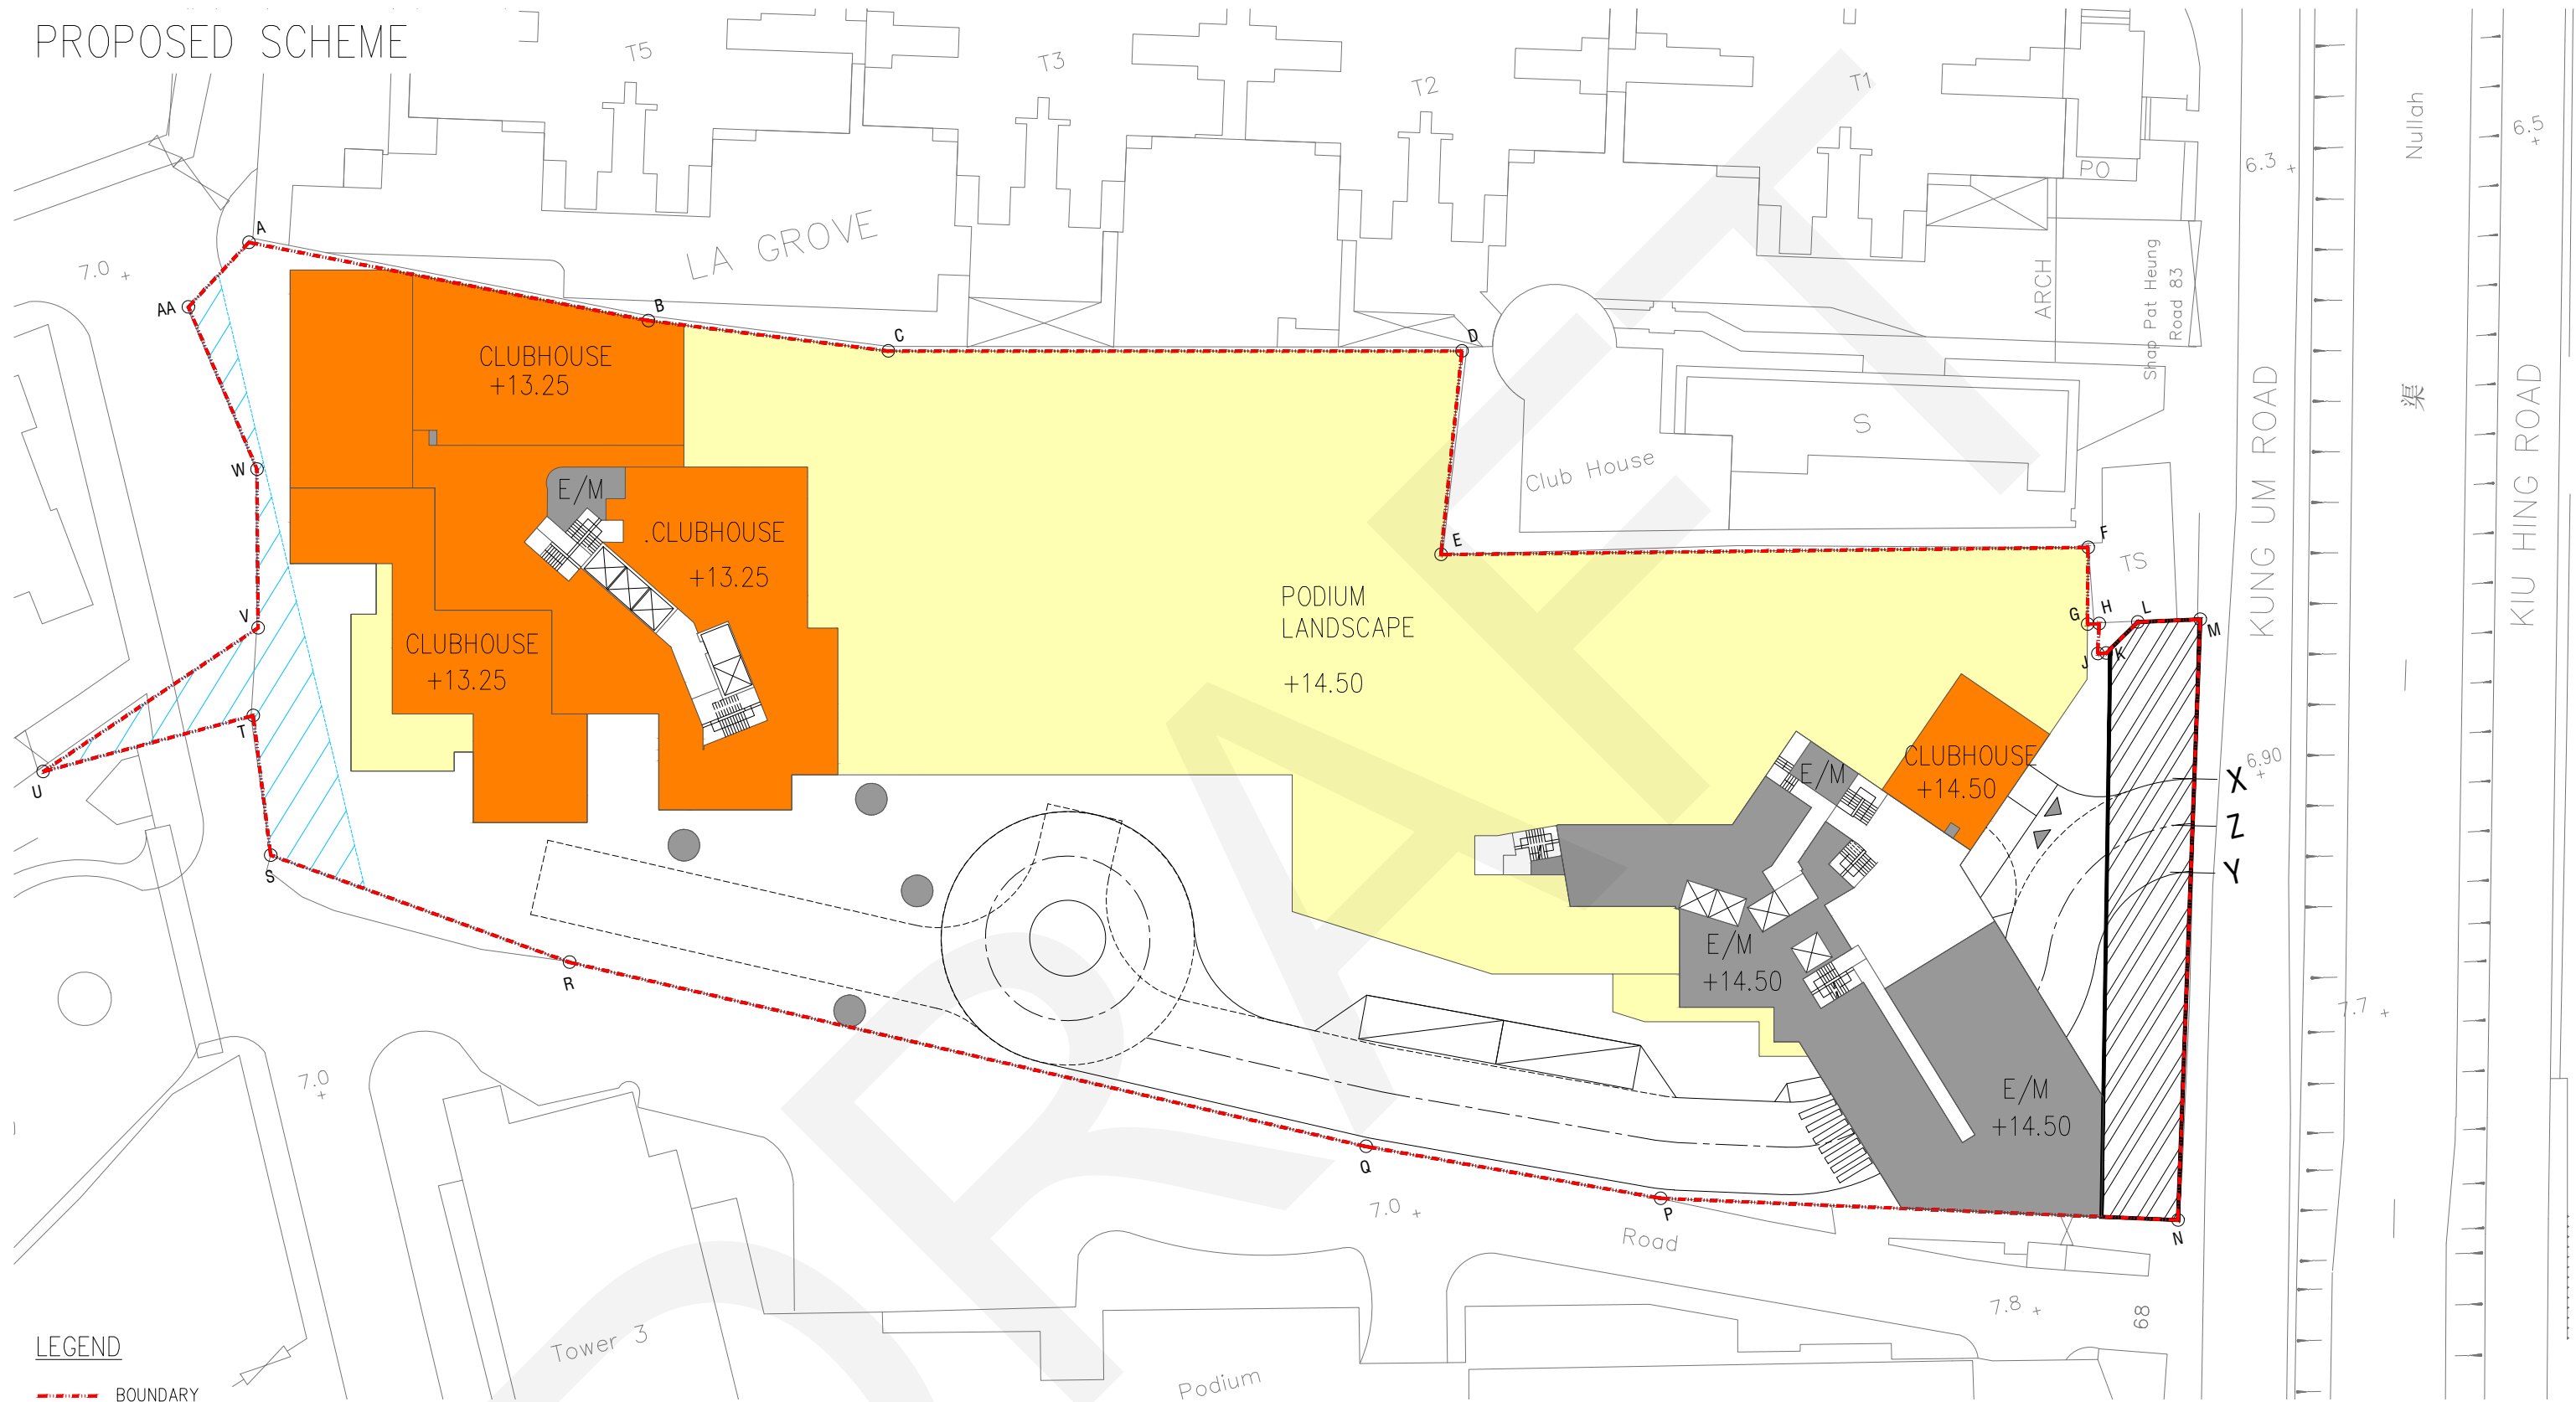 PROPOSED SCHEME
T5
T3
T2
T1
Nullah
6.5
6.3
PO
LA GROVE
A
7.0
AA
B
C
D
ARCH
Shap Pat Heung
Road 83
CLUBHOUSE
+13.25
渠
KUNG UM ROAD
KIU HING ROAD
S
Club House
W
E/M
.CLUBHOUSE
+13.25
E
F
TS
PODIUM
LANDSCAPE
+14.50
G
H
L
M
J
K
V
CLUBHOUSE
+13.25
T
U
CLUBHOUSE
+14.50
E/M
6.90
X
Z
Y
S
R
E/M
+14.50
7.7
7.0
E/M
+14.50
Q
P
7.0
Road
N
7.8
68
Tower 3
Podium
LEGEND
BOUNDARY
DRAFT